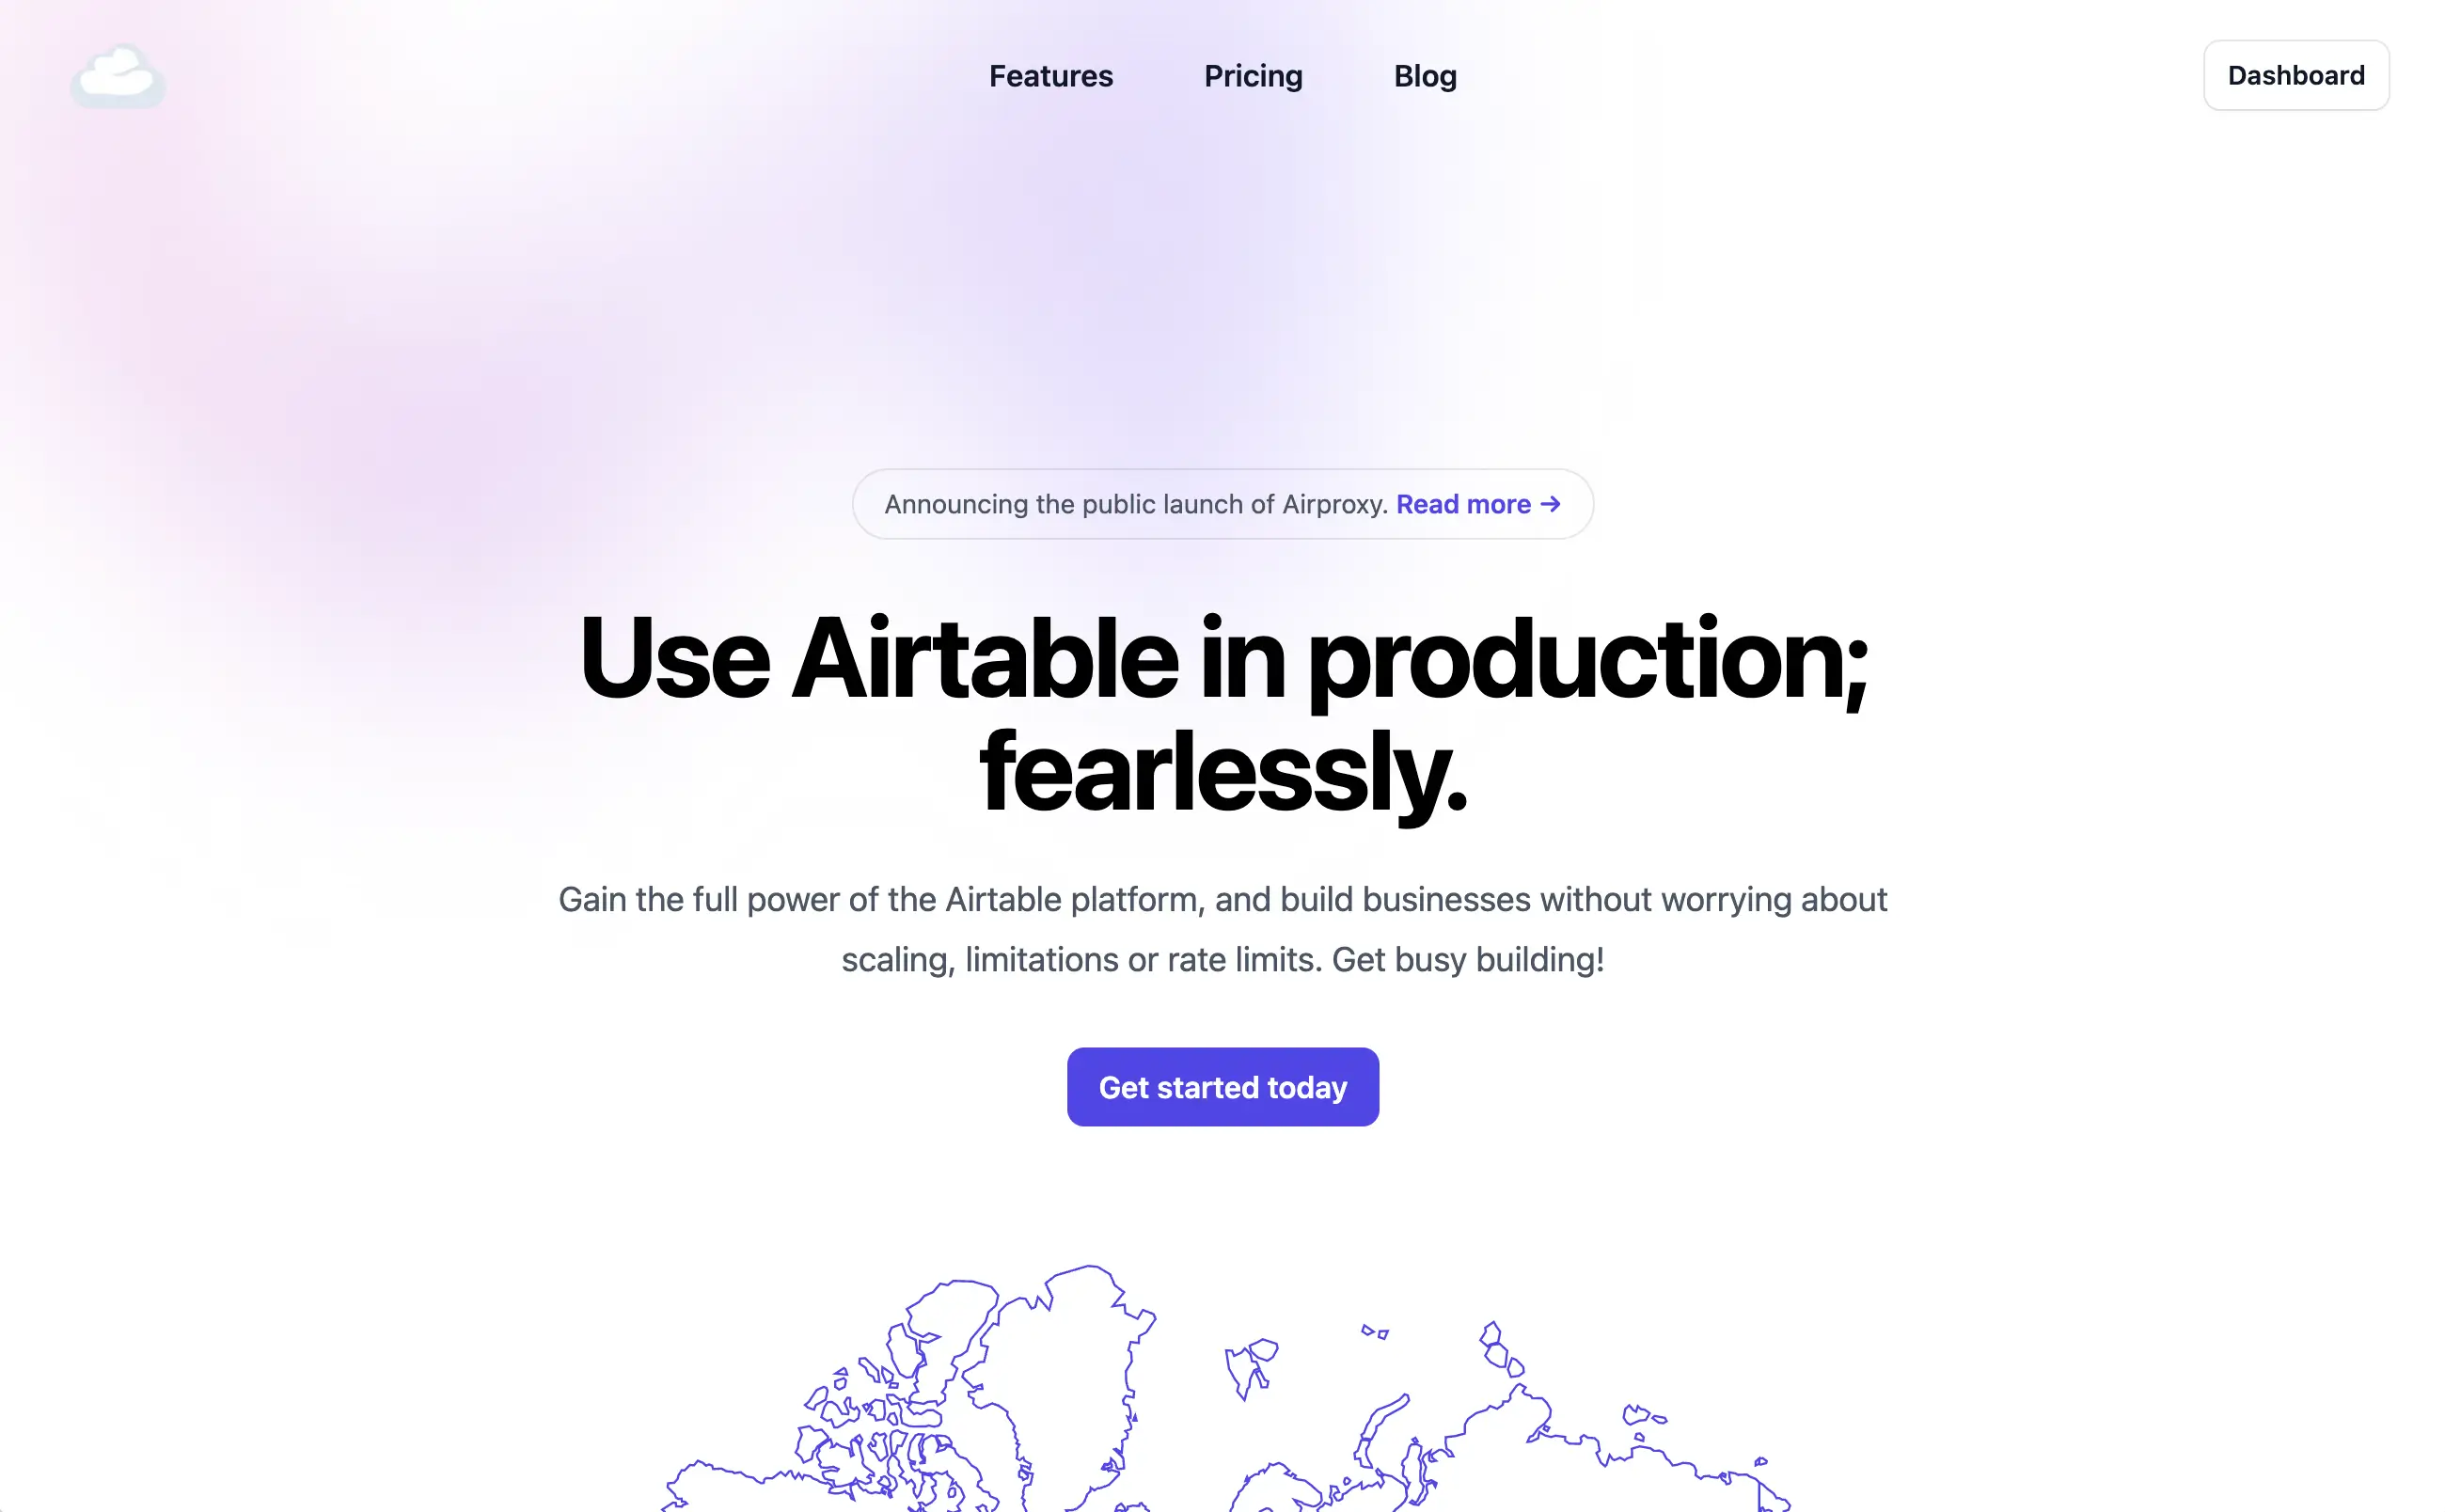 Features
Pricing
Blog
Dashboard
Announcing the public launch of Airproxy. Read more →
Use Airtable in production;
fearlessly.
Gain the full power of the Airtable platform, and build businesses without worrying about
scaling, limitations or rate limits. Get busy building!
Get started today